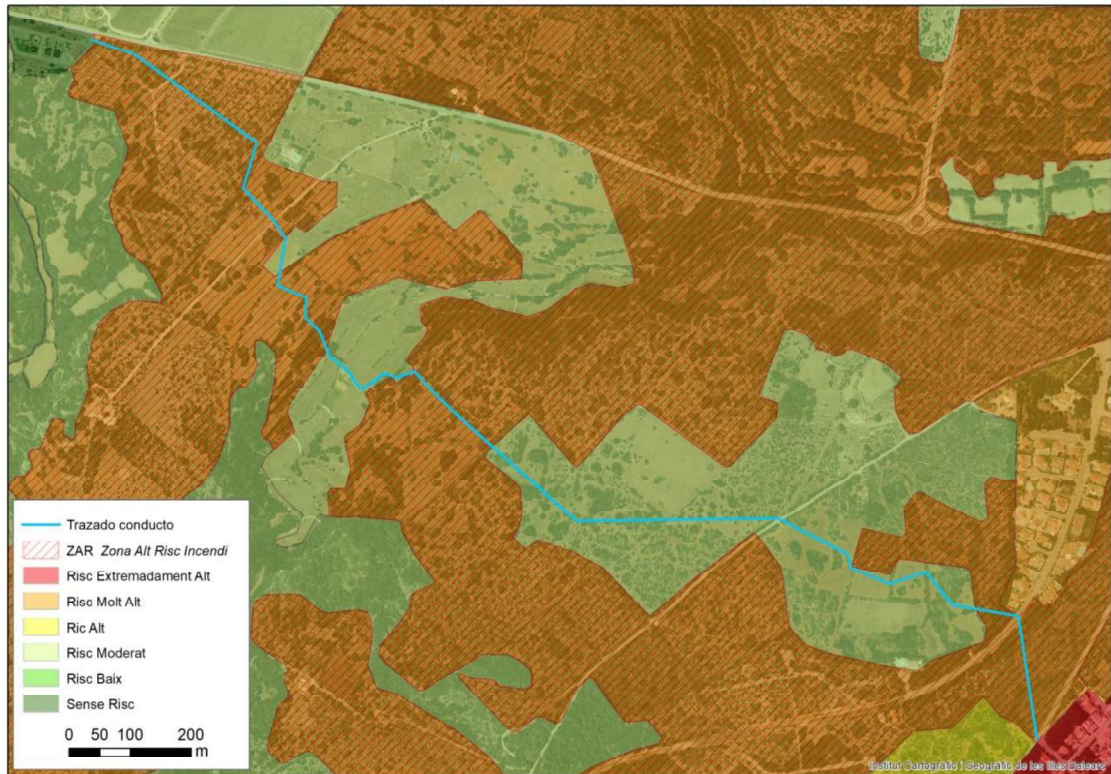 Trazado conducto
ZAR Zona Alt Risc Incendi
Risc Extremadament Alt
Risc Molt Alt
Ric Alt
Risc Moderat
Risc Baix
Sense Risc
0 50 100 200
m
Institut Cartogràfic i Geogràfic de les Illes Balears